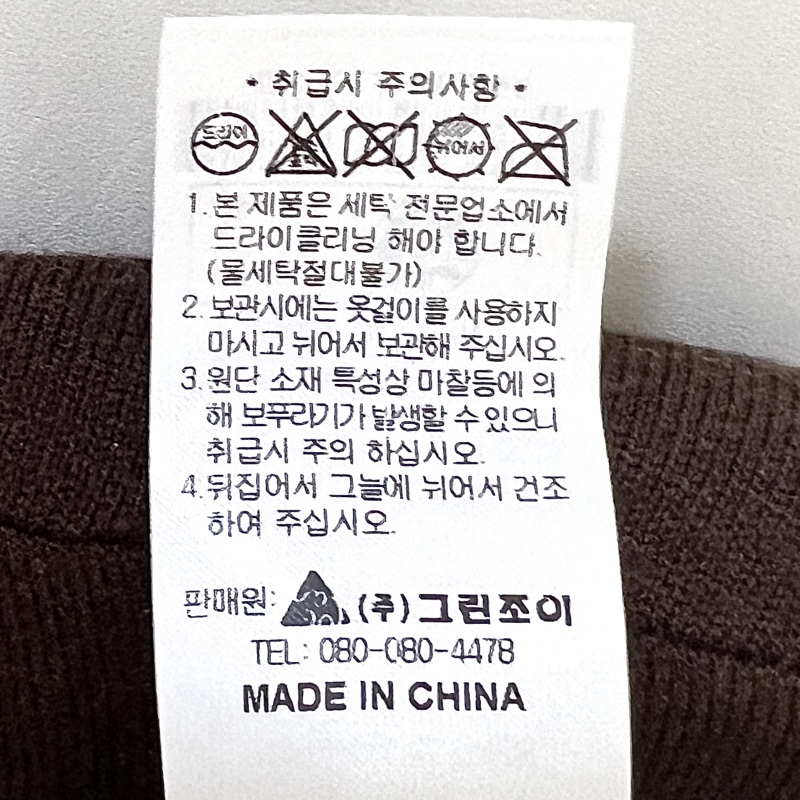 • 취급시 주의사항 •
드라이 뉘어서
1. 본 제품은 세탁 전문업소에서
드라이클리닝 해야 합니다.
(물세탁절대불가)
2. 보관시에는 옷걸이를 사용하지
마시고 뉘어서 보관해 주십시오.
3. 원단 소재 특성상 마찰등에 의
해 보푸라기가 발생할 수 있으니
취급시 주의 하십시오.
4. 뒤집어서 그늘에 뉘어서 건조
하여 주십시오.
판매원: (주)그린조이
TEL: 080-080-4478
MADE IN CHINA